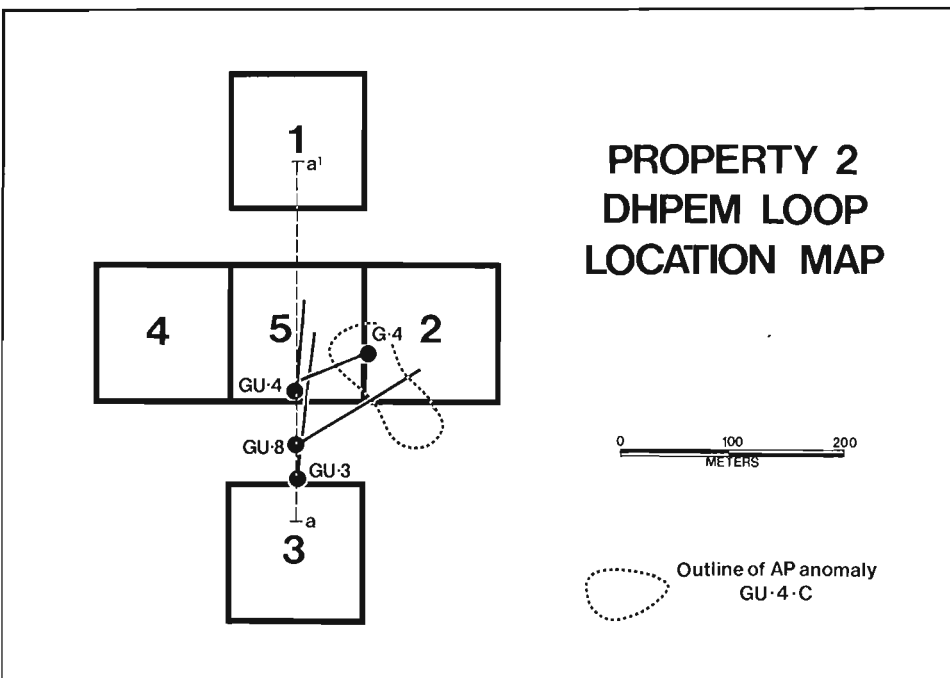 1
a¹
PROPERTY 2
DHPEM LOOP
LOCATION MAP
4
5
2
G·4
GU·4
GU·8
GU·3
a
3
0 100 200
METERS
Outline of AP anomaly
GU·4·C